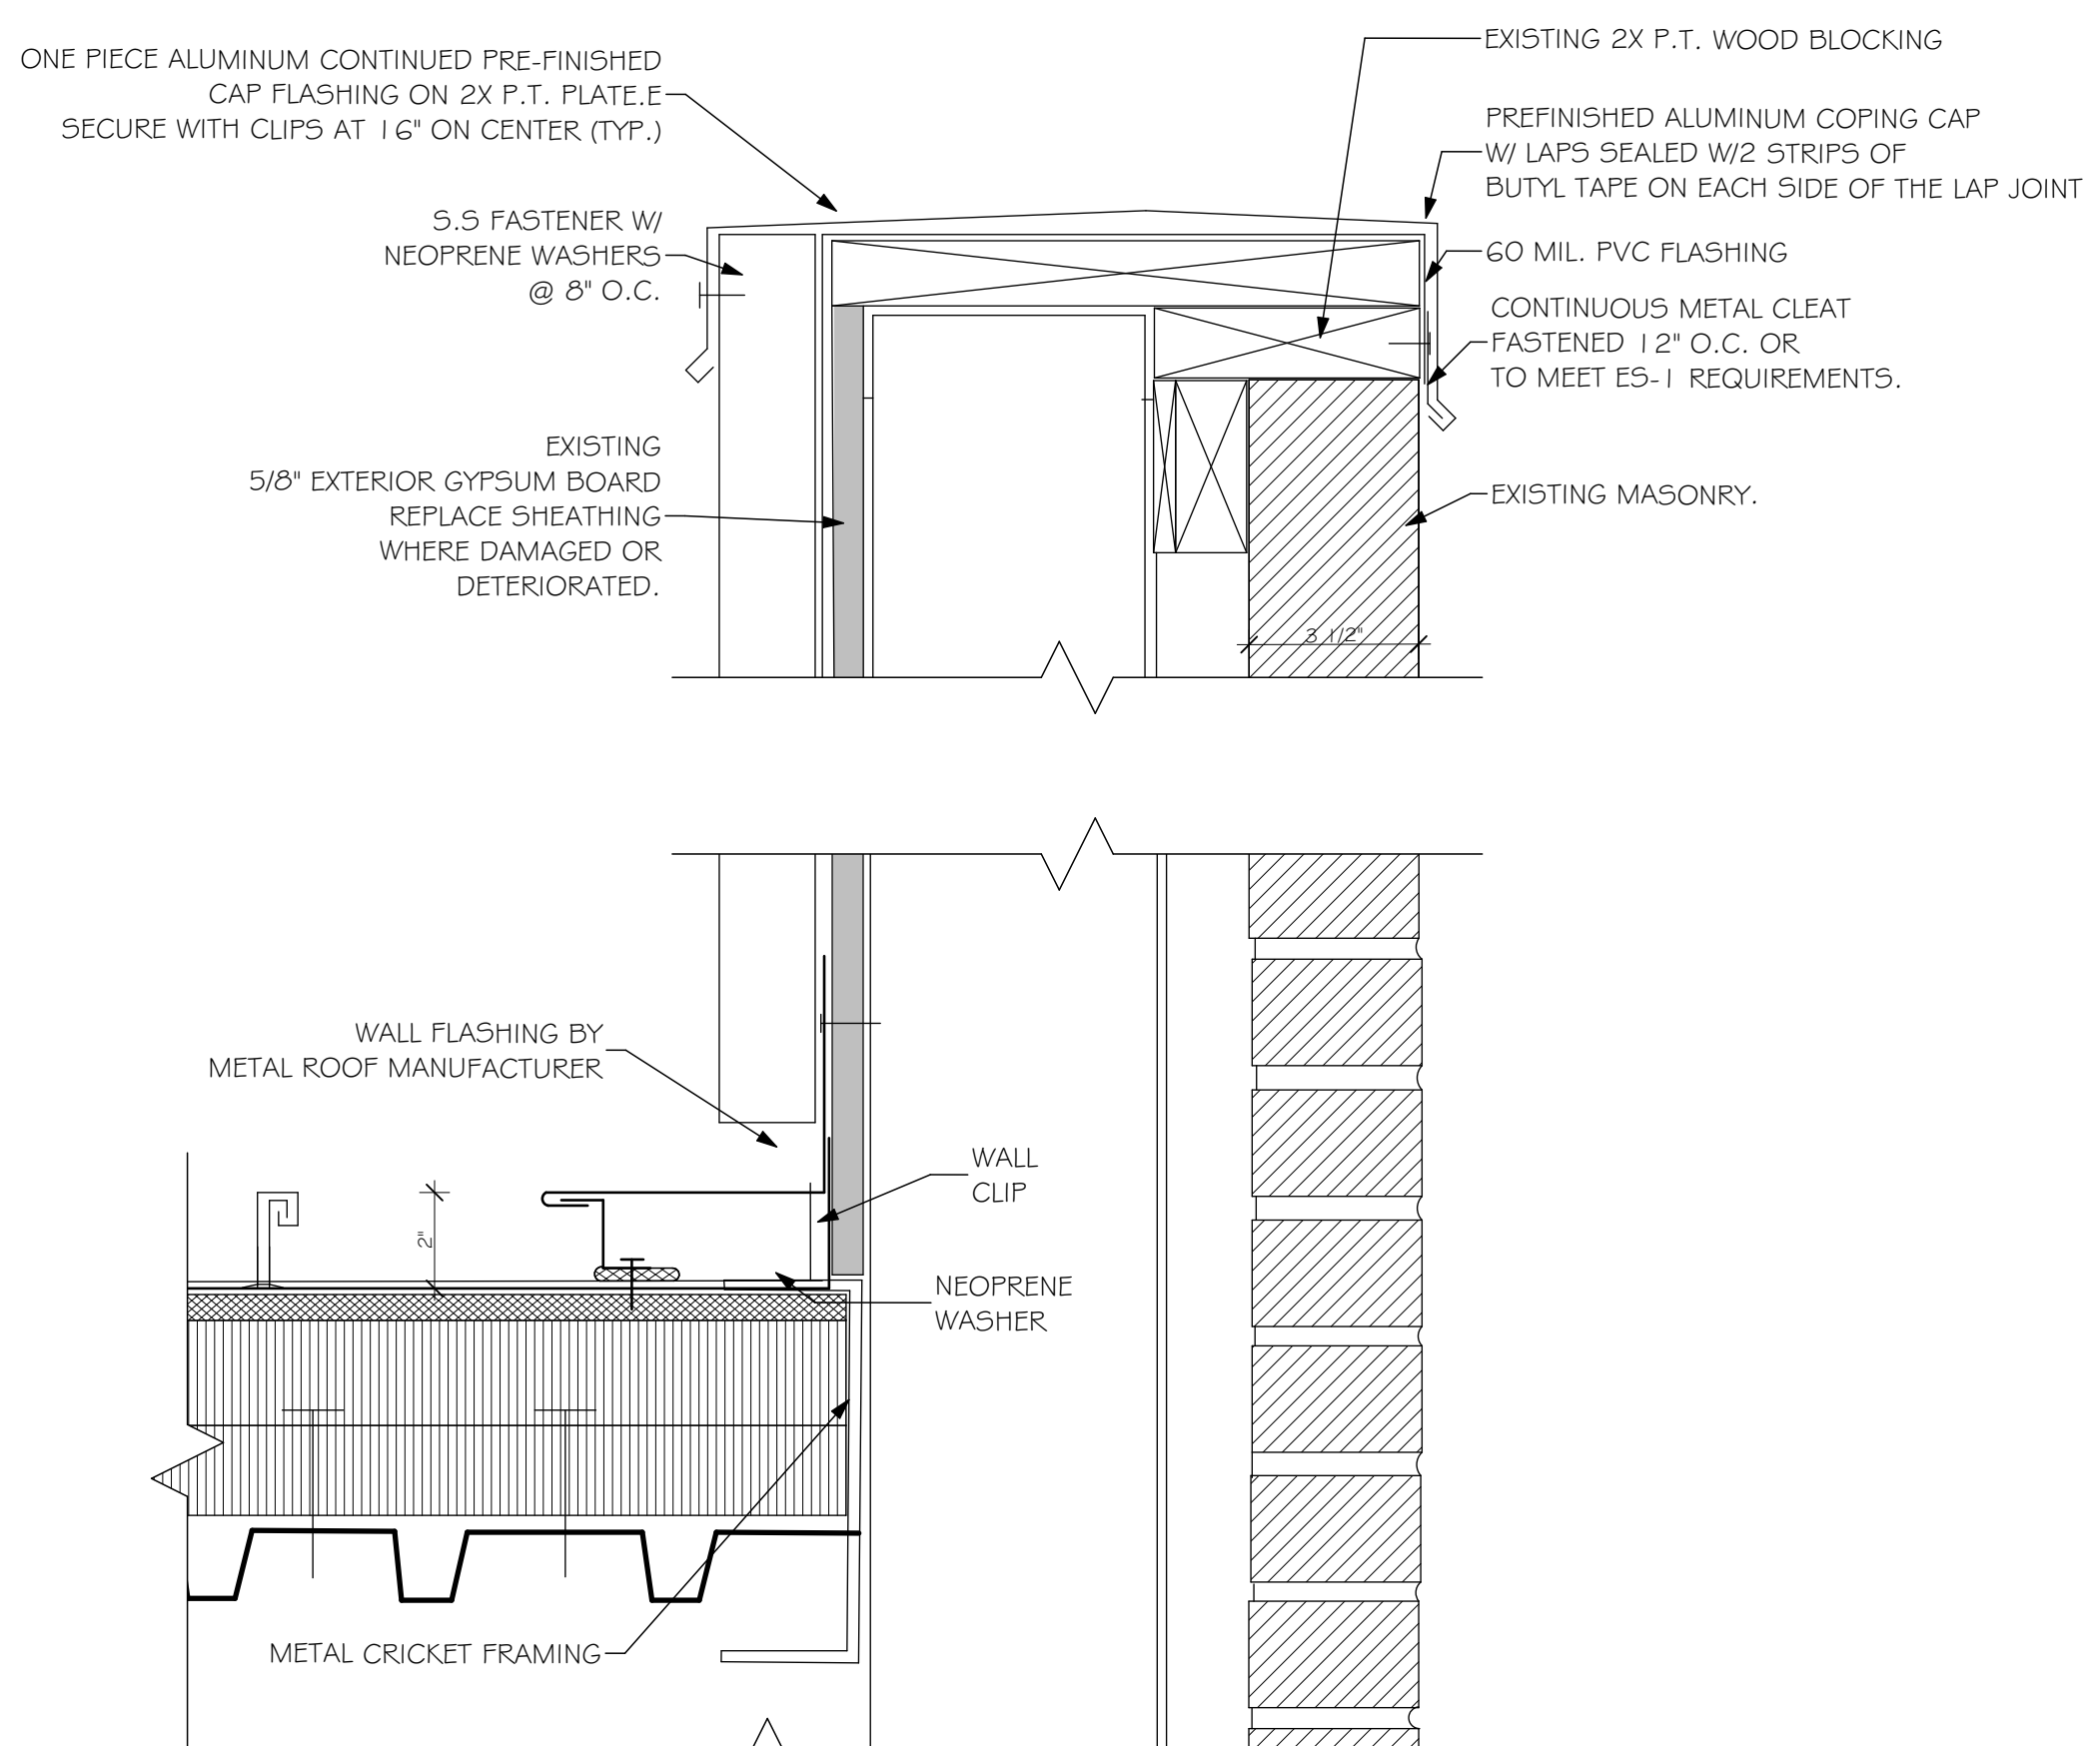 ONE PIECE ALUMINUM CONTINUED PRE-FINISHED
CAP FLASHING ON 2X P.T. PLATE.E
SECURE WITH CLIPS AT 16" ON CENTER (TYP.)
S.S FASTENER W/
NEOPRENE WASHERS
@ 8" O.C.
EXISTING
5/8" EXTERIOR GYPSUM BOARD
REPLACE SHEATHING
WHERE DAMAGED OR
DETERIORATED.
EXISTING 2X P.T. WOOD BLOCKING
PREFINISHED ALUMINUM COPING CAP
W/ LAPS SEALED W/2 STRIPS OF
BUTYL TAPE ON EACH SIDE OF THE LAP JOINT
60 MIL. PVC FLASHING
CONTINUOUS METAL CLEAT
FASTENED 12" O.C. OR
TO MEET ES-1 REQUIREMENTS.
EXISTING MASONRY.
3 1/2"
WALL FLASHING BY
METAL ROOF MANUFACTURER
WALL
CLIP
2"
NEOPRENE
WASHER
METAL CRICKET FRAMING